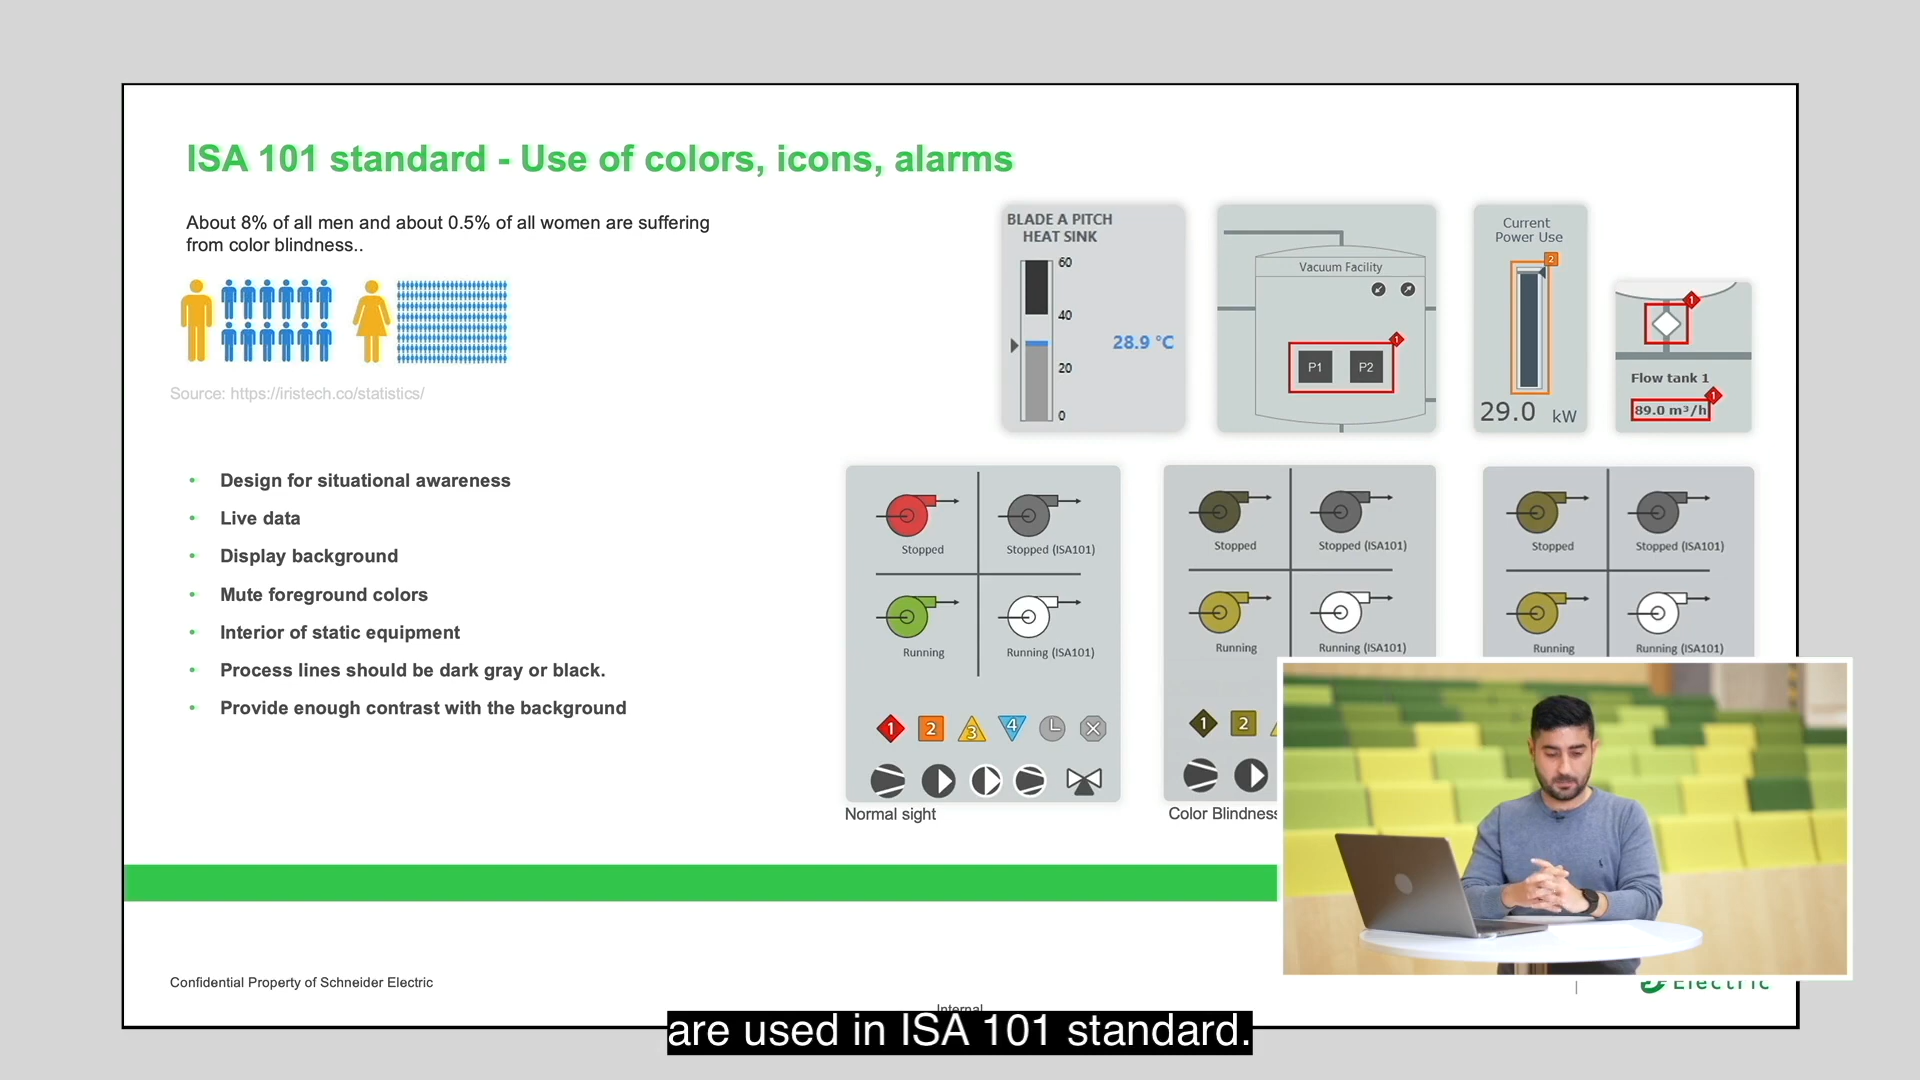 ISA 101 standard - Use of colors, icons, alarms
About 8% of all men and about 0.5% of all women are suffering
from color blindness..
Source: https://iristech.co/statistics/
• Design for situational awareness
• Live data
• Display background
• Mute foreground colors
• Interior of static equipment
• Process lines should be dark gray or black.
• Provide enough contrast with the background
BLADE A PITCH
HEAT SINK
60
40
28.9 °C
20
0
Vacuum Facility
1
P1 P2
Current
Power Use
2
29.0 kW
1
Flow tank 1
1
89.0 m³/h
Stopped Stopped (ISA101)
Running Running (ISA101)
1 2 3 4
Normal sight
Stopped Stopped (ISA101)
Running Running (ISA101)
1 2
Color Blindness
Stopped Stopped (ISA101)
Running Running (ISA101)
Confidential Property of Schneider Electric
Internal
Electric
are used in ISA 101 standard.